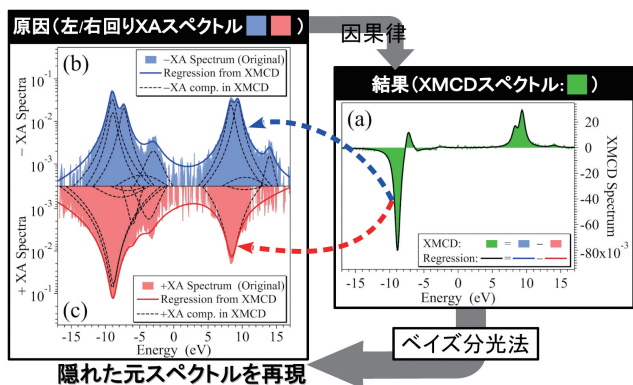 原因(左/右回りXAスペクトル )
因果律
結果(XMCDスペクトル: )
(b)
−XA Spectrum (Original)
Regression from XMCD
−XA comp. in XMCD
10-1
10-2
10-3
− XA Spectra
10-3
10-2
10-1
+ XA Spectra
+XA Spectrum (Original)
Regression from XMCD
+XA comp. in XMCD
(c)
-15 -10 -5 0 5 10 15
Energy (eV)
(a)
20
0
-20
-40
-60
-80x10-3
XMCD Spectrum
XMCD: = −
Regression: = −
-15 -10 -5 0 5 10 15
Energy (eV)
ベイズ分光法
隠れた元スペクトルを再現